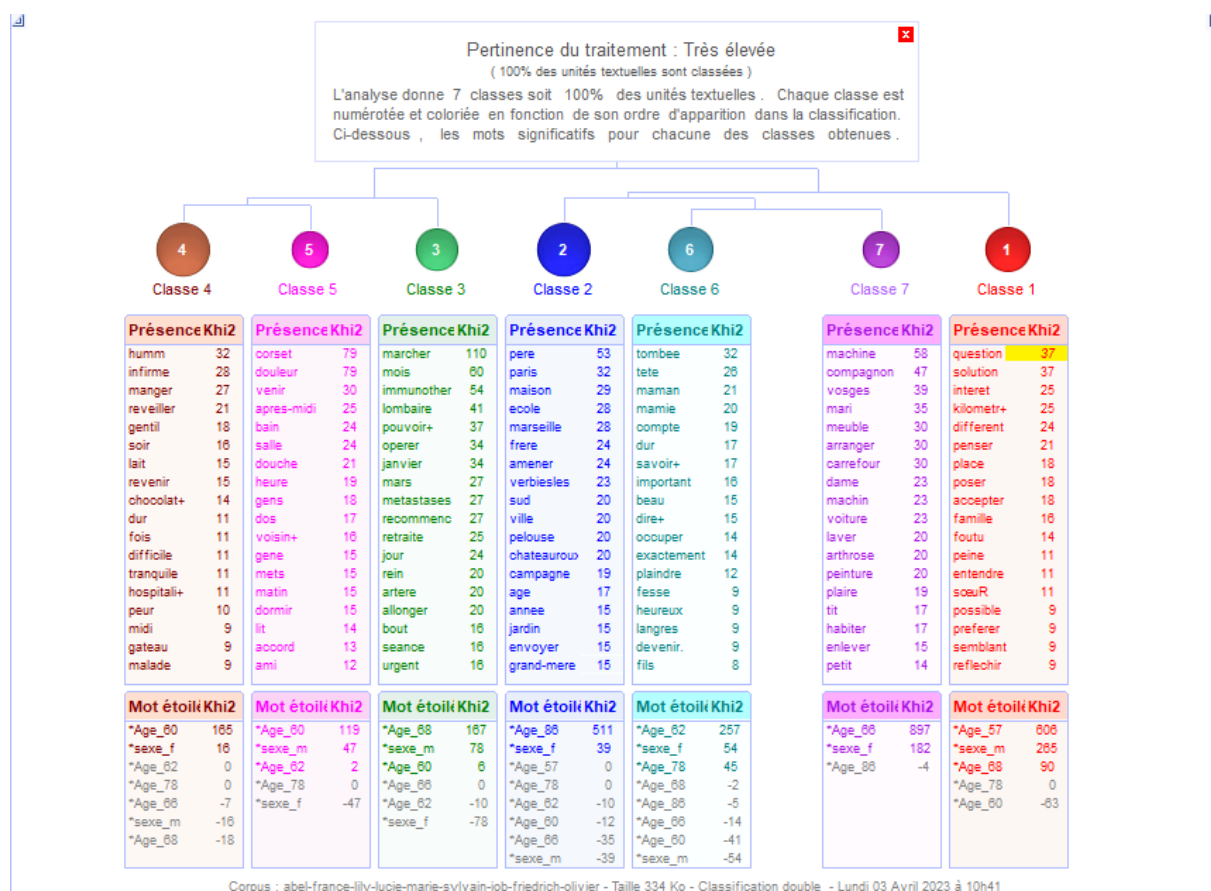 x
Pertinence du traitement : Très élevée
( 100% des unités textuelles sont classées )
L'analyse donne 7 classes soit 100% des unités textuelles . Chaque classe est
numérotée et coloriée en fonction de son ordre d'apparition dans la classification.
Ci-dessous , les mots significatifs pour chacune des classes obtenues .
4
Classe 4
Présence Khi2
humm 32
infirme 28
manger 27
reveiller 21
gentil 18
soir 16
lait 15
revenir 15
chocolat+ 14
dur 11
fois 11
difficile 11
tranquile 11
hospitali+ 11
peur 10
midi 9
gateau 9
malade 9
Mot étoilé Khi2
*Age_60 165
*sexe_f 16
*Age_62 0
*Age_78 0
*Age_66 -7
*sexe_m -16
*Age_68 -18
5
Classe 5
Présence Khi2
corset 79
douleur 79
venir 30
apres-midi 25
bain 24
salle 24
douche 21
heure 19
gens 18
dos 17
voisin+ 16
gene 15
mets 15
matin 15
dormir 15
lit 14
accord 13
ami 12
Mot étoilé Khi2
*Age_60 119
*sexe_m 47
*Age_62 2
*Age_78 0
*sexe_f -47
3
Classe 3
Présence Khi2
marcher 110
mois 60
immunother 54
lombaire 41
pouvoir+ 37
operer 34
janvier 34
mars 27
metastases 27
recommenc 27
retraite 25
jour 24
rein 20
artere 20
allonger 20
bout 16
seance 16
urgent 16
Mot étoilé Khi2
*Age_68 167
*sexe_m 78
*Age_60 6
*Age_66 0
*Age_62 -10
*sexe_f -78
2
Classe 2
Présence Khi2
pere 53
paris 32
maison 29
ecole 28
marseille 28
frere 24
amener 24
verbiesles 23
sud 20
ville 20
pelouse 20
chateauroux 20
campagne 19
age 17
annee 15
jardin 15
envoyer 15
grand-mere 15
Mot étoilé Khi2
*Age_86 511
*sexe_f 39
*Age_57 0
*Age_78 0
*Age_62 -10
*Age_60 -12
*Age_66 -35
*sexe_m -39
6
Classe 6
Présence Khi2
tombee 32
tete 26
maman 21
mamie 20
compte 19
dur 17
savoir+ 17
important 16
beau 15
dire+ 15
occuper 14
exactement 14
plaindre 12
fesse 9
heureux 9
langres 9
devenir. 9
fils 8
Mot étoilé Khi2
*Age_62 257
*sexe_f 54
*Age_78 45
*Age_68 -2
*Age_86 -5
*Age_66 -14
*Age_60 -41
*sexe_m -54
7
Classe 7
Présence Khi2
machine 58
compagnon 47
vosges 39
mari 35
meuble 30
arranger 30
carrefour 30
dame 23
machin 23
voiture 23
laver 20
arthrose 20
peinture 20
plaire 19
tit 17
habiter 17
enlever 15
petit 14
Mot étoilé Khi2
*Age_66 897
*sexe_f 182
*Age_86 -4
1
Classe 1
Présence Khi2
question 37
solution 37
interet 25
kilometr+ 25
different 24
penser 21
place 18
poser 18
accepter 18
famille 16
foutu 14
peine 11
entendre 11
sœuR 11
possible 9
preferer 9
semblant 9
reflechir 9
Mot étoilé Khi2
*Age_57 606
*sexe_m 265
*Age_68 90
*Age_78 0
*Age_60 -63
Corpus : abel-france-lily-lucie-marie-sylvain-job-friedrich-olivier - Taille 334 Ko - Classification double - Lundi 03 Avril 2023 à 10h41